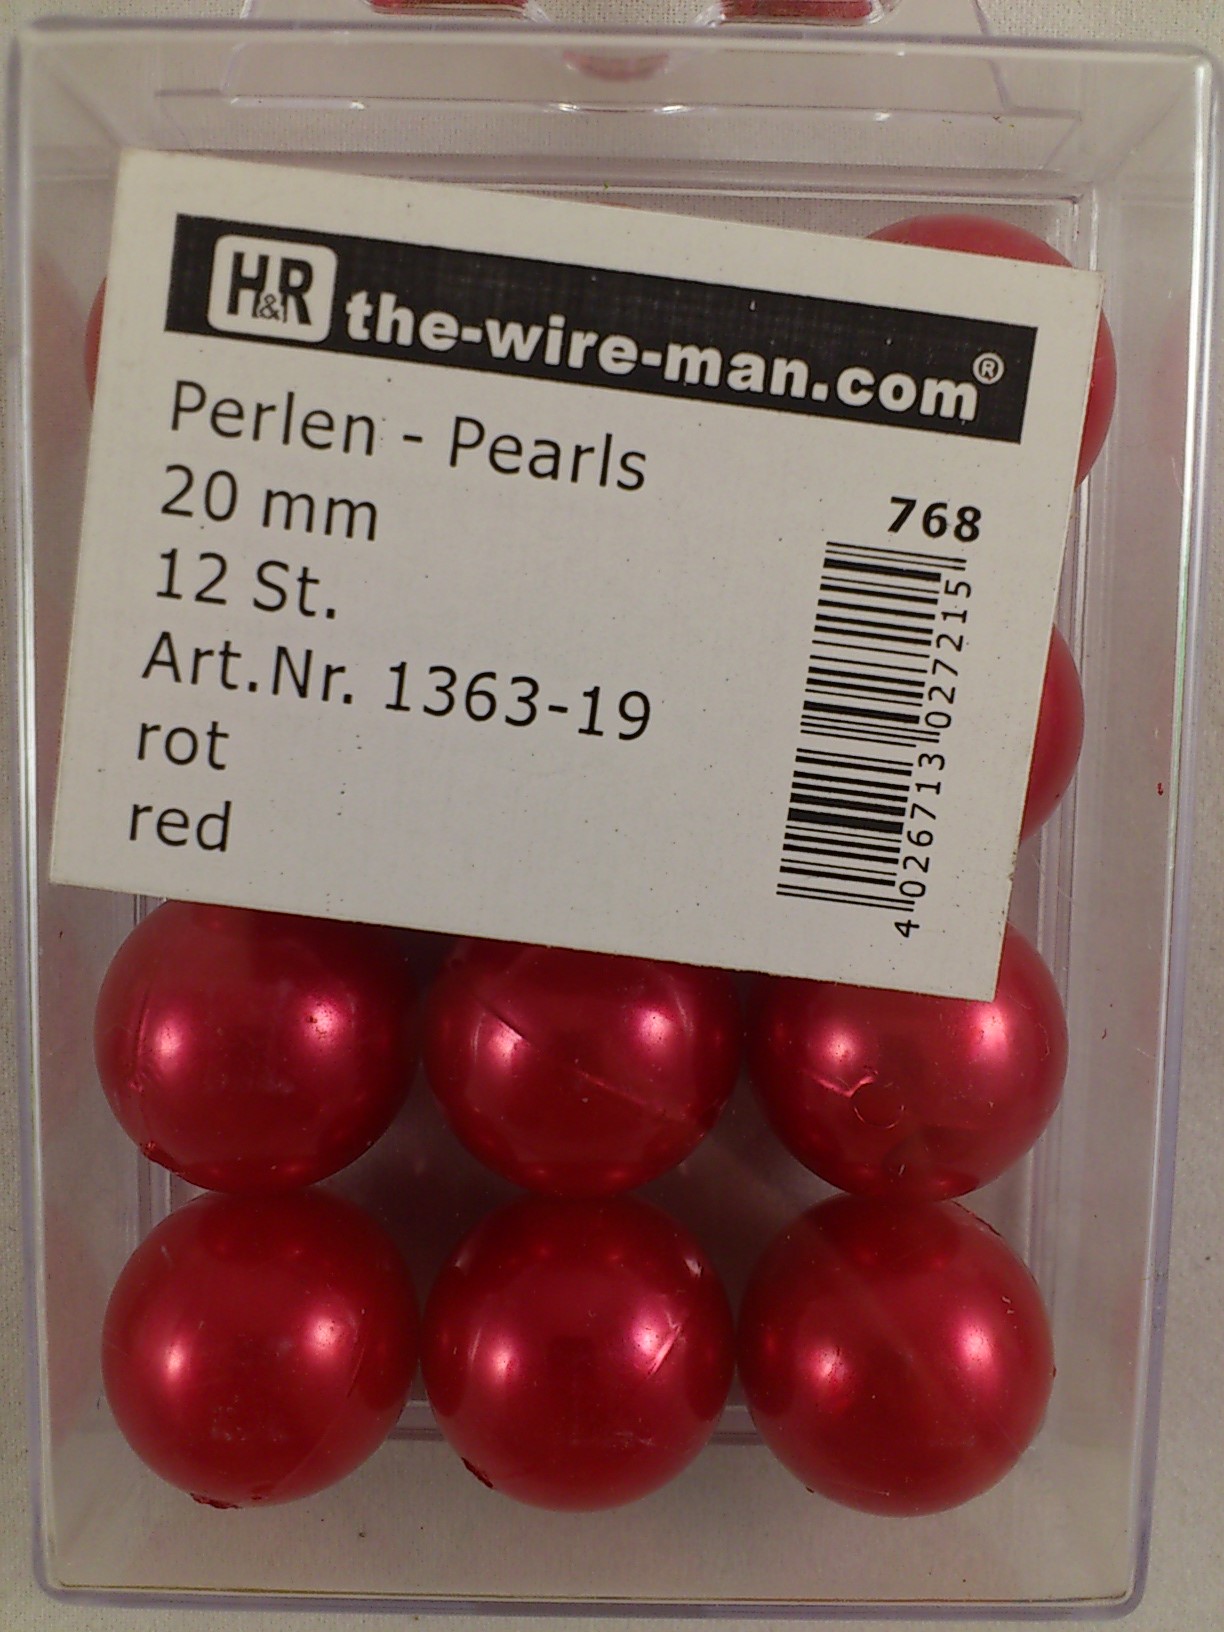 H&R the-wire-man.com®
Perlen - Pearls
20 mm
12 St.
Art.Nr. 1363-19
rot
red
768
4 026713 027215